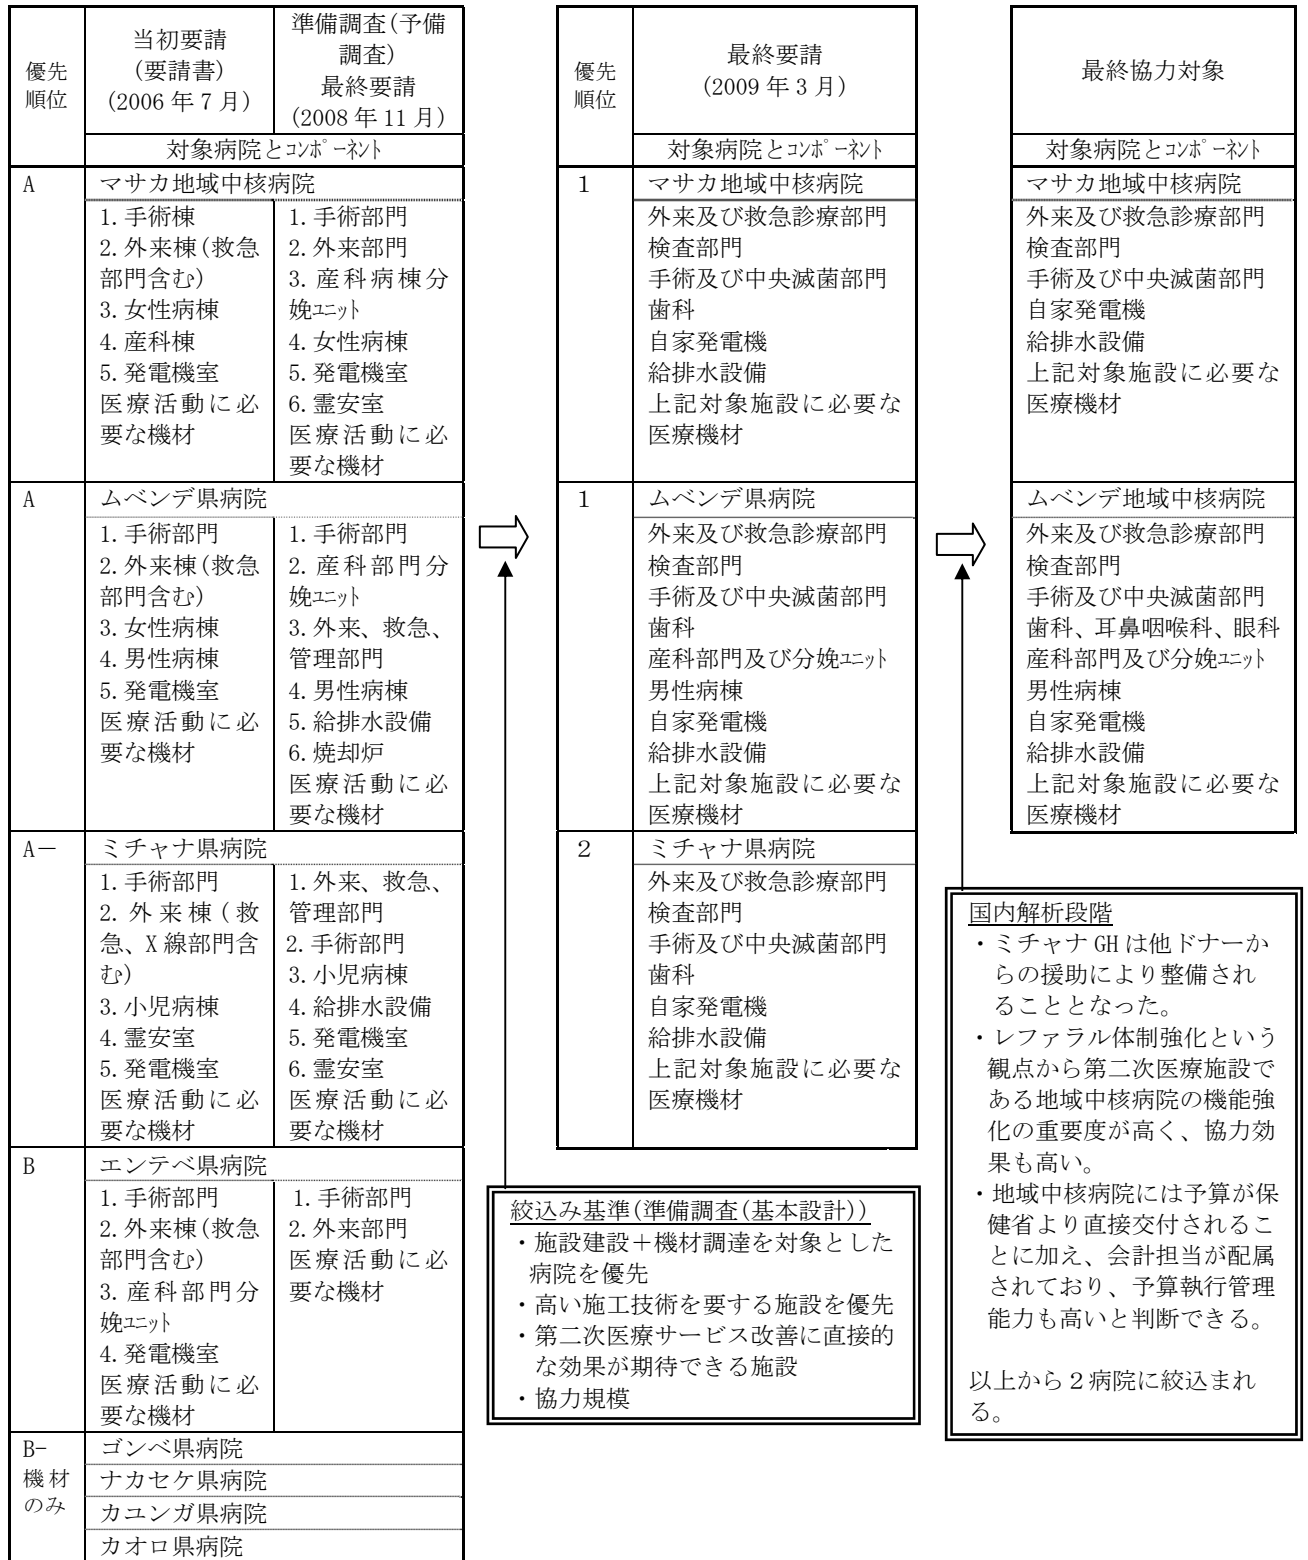 優先
順位
当初要請
(要請書)
(2006 年 7 月)
準備調査(予備
調査)
最終要請
(2008 年 11 月)
対象病院とコンポーネント
A
マサカ地域中核病院
1.手術棟
2.外来棟(救急
部門含む)
3.女性病棟
4.産科棟
5.発電機室
医療活動に必
要な機材
1.手術部門
2.外来部門
3.産科病棟分
娩ユニット
4.女性病棟
5.発電機室
6.霊安室
医療活動に必
要な機材
A
ムベンデ県病院
1.手術部門
2.外来棟(救急
部門含む)
3.女性病棟
4.男性病棟
5.発電機室
医療活動に必
要な機材
1.手術部門
2.産科部門分
娩ユニット
3.外来、救急、
管理部門
4.男性病棟
5.給排水設備
6.焼却炉
医療活動に必
要な機材
A－
ミチャナ県病院
1.手術部門
2.外来棟(救
急、X 線部門含
む)
3.小児病棟
4.霊安室
5.発電機室
医療活動に必
要な機材
1.外来、救急、
管理部門
2.手術部門
3.小児病棟
4.給排水設備
5.発電機室
6.霊安室
医療活動に必
要な機材
B
エンテベ県病院
1.手術部門
2.外来棟(救急
部門含む)
3.産科部門分
娩ユニット
4.発電機室
医療活動に必
要な機材
1.手術部門
2.外来部門
医療活動に必
要な機材
B-
機材
のみ
ゴンベ県病院
ナカセケ県病院
カユンガ県病院
カオロ県病院
優先
順位
最終要請
(2009 年 3 月)
対象病院とコンポーネント
1
マサカ地域中核病院
外来及び救急診療部門
検査部門
手術及び中央滅菌部門
歯科
自家発電機
給排水設備
上記対象施設に必要な
医療機材
1
ムベンデ県病院
外来及び救急診療部門
検査部門
手術及び中央滅菌部門
歯科
産科部門及び分娩ユニット
男性病棟
自家発電機
給排水設備
上記対象施設に必要な
医療機材
2
ミチャナ県病院
外来及び救急診療部門
検査部門
手術及び中央滅菌部門
歯科
自家発電機
給排水設備
上記対象施設に必要な
医療機材
絞込み基準(準備調査(基本設計))
・施設建設＋機材調達を対象とした
病院を優先
・高い施工技術を要する施設を優先
・第二次医療サービス改善に直接的
な効果が期待できる施設
・協力規模
最終協力対象
対象病院とコンポーネント
マサカ地域中核病院
外来及び救急診療部門
検査部門
手術及び中央滅菌部門
自家発電機
給排水設備
上記対象施設に必要な
医療機材
ムベンデ地域中核病院
外来及び救急診療部門
検査部門
手術及び中央滅菌部門
歯科、耳鼻咽喉科、眼科
産科部門及び分娩ユニット
男性病棟
自家発電機
給排水設備
上記対象施設に必要な
医療機材
国内解析段階
・ミチャナ GH は他ドナーか
らの援助により整備され
ることとなった。
・レファラル体制強化という
観点から第二次医療施設で
ある地域中核病院の機能強
化の重要度が高く、協力効
果も高い。
・地域中核病院には予算が保
健省より直接交付されるこ
とに加え、会計担当が配属
されており、予算執行管理
能力も高いと判断できる。
以上から２病院に絞込まれ
る。